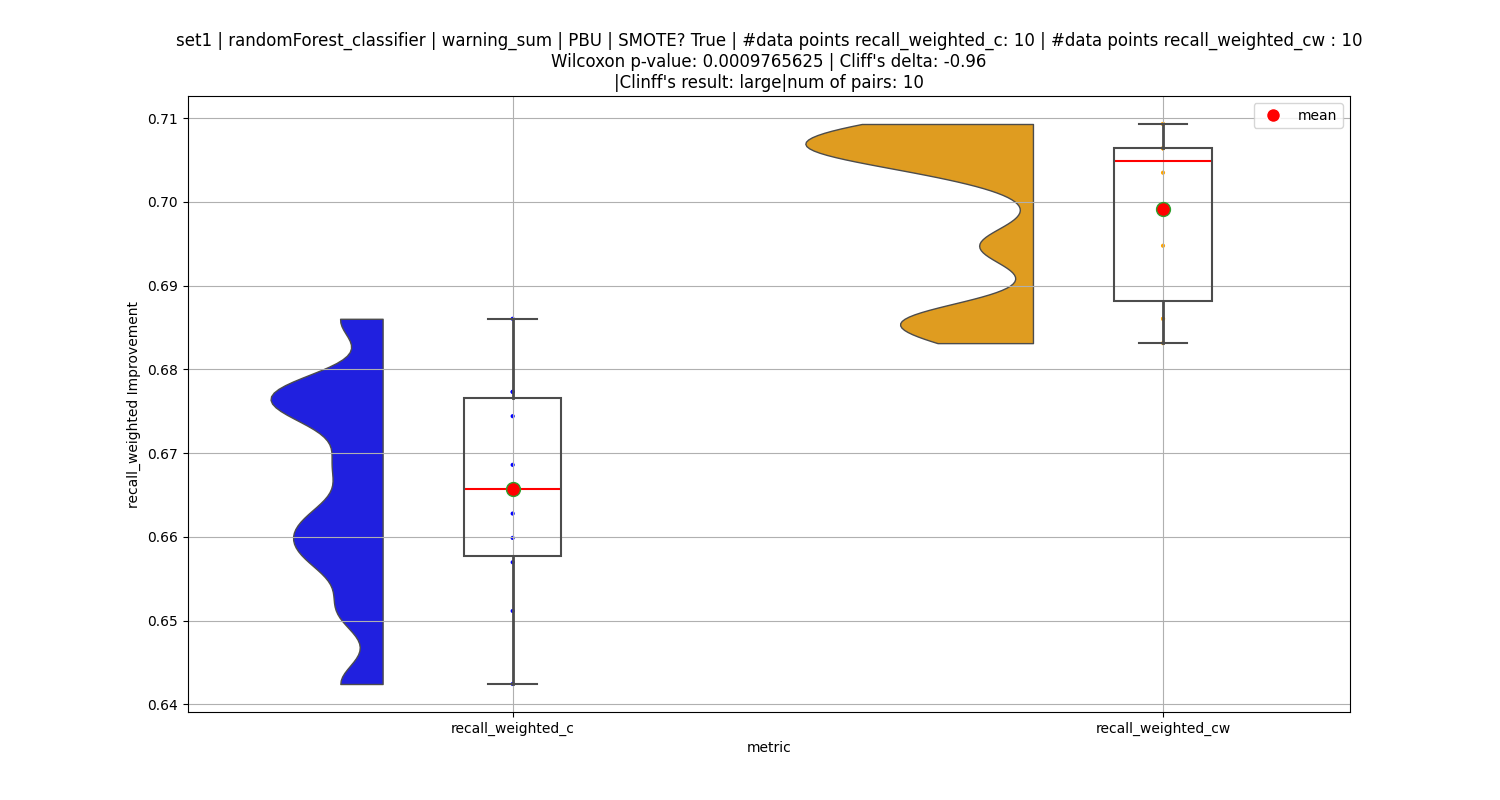 set1 | randomForest_classifier | warning_sum | PBU | SMOTE? True | #data points recall_weighted_c: 10 | #data points recall_weighted_cw : 10
Wilcoxon p-value: 0.0009765625 | Cliff's delta: -0.96
|Clinff's result: large|num of pairs: 10
mean
0.71
0.70
0.69
0.68
0.67
0.66
0.65
0.64
recall_weighted Improvement
recall_weighted_c
recall_weighted_cw
metric